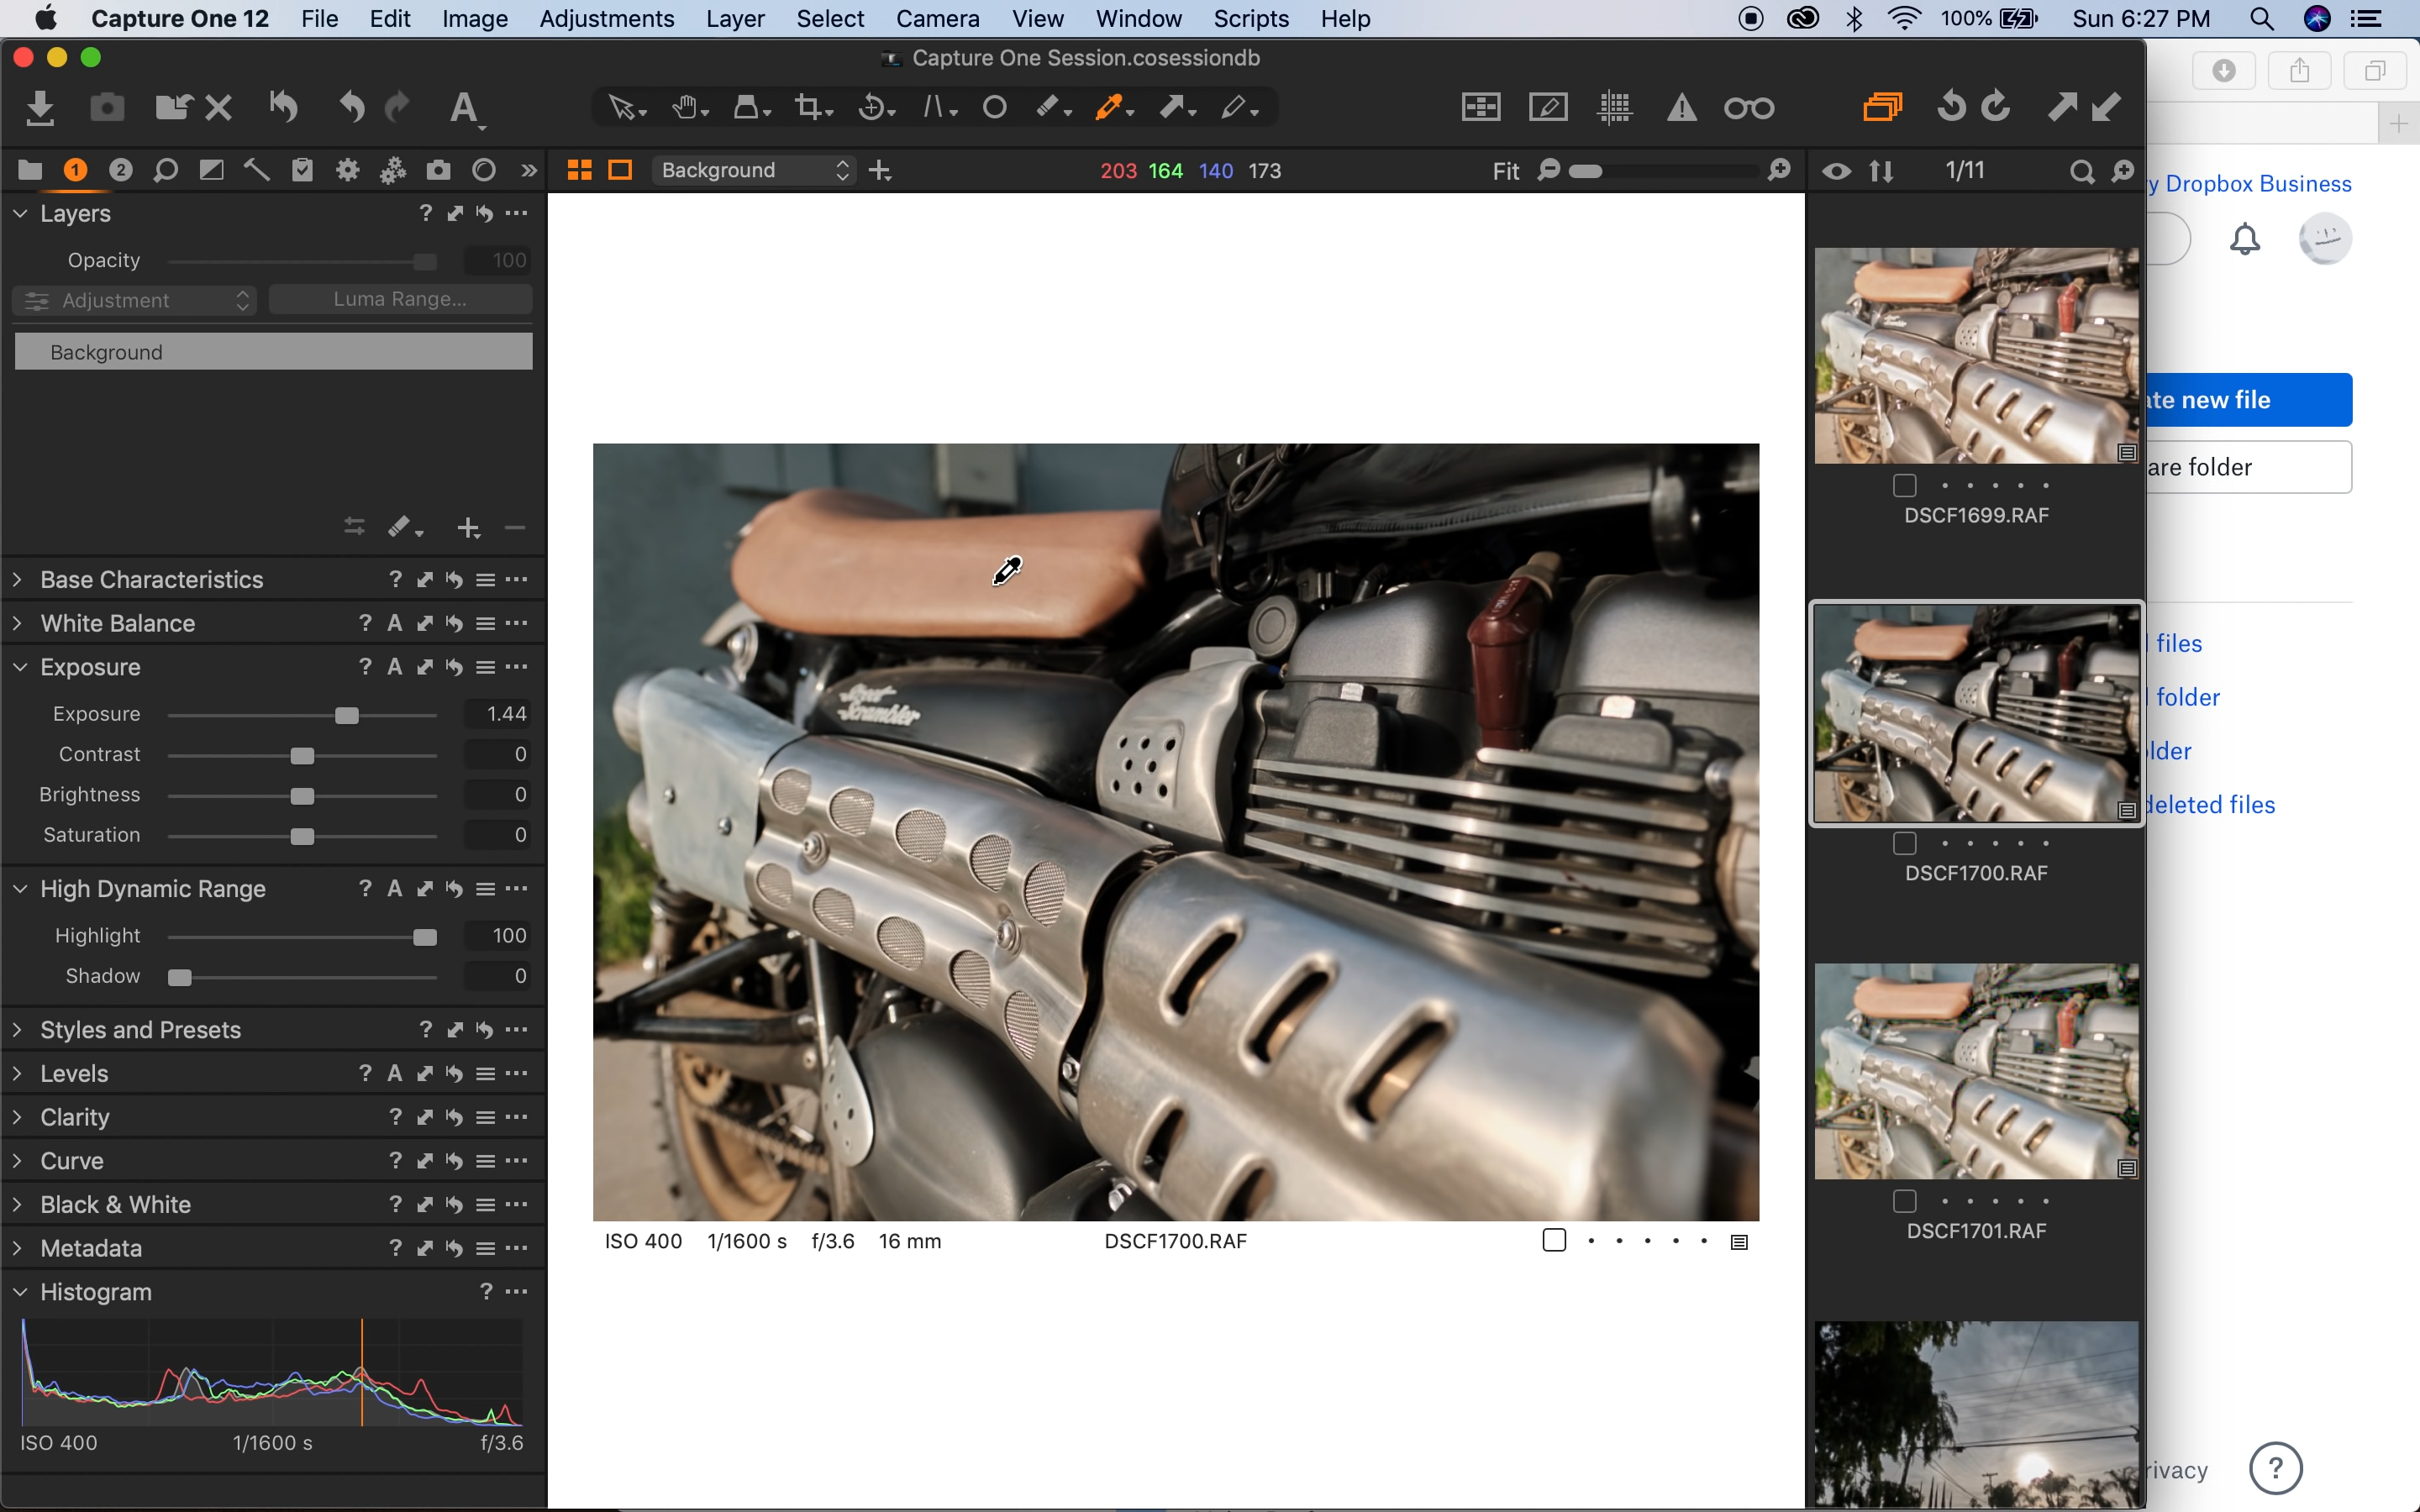 Capture One 12 File Edit Image Adjustments Layer Select Camera View Window Scripts Help 100% Sun 6:27 PM
Capture One Session.cosessiondb
A
1 2 Background 203 164 140 173 Fit 1/11
y Dropbox Business
Layers ?
Opacity 100
Adjustment Luma Range...
Background
ate new file
are folder
DSCF1699.RAF
Base Characteristics ?
White Balance ? A
files
Exposure ? A
folder
Exposure 1.44
Street Scrambler
Contrast 0
lder
Brightness 0
deleted files
Saturation 0
DSCF1700.RAF
High Dynamic Range ? A
Highlight 100
Shadow 0
Styles and Presets ?
Levels ? A
Clarity ?
Curve ?
Black & White ?
DSCF1701.RAF
Metadata ?
ISO 400 1/1600 s f/3.6 16 mm DSCF1700.RAF
Histogram ?
ISO 400 1/1600 s f/3.6
rivacy ?